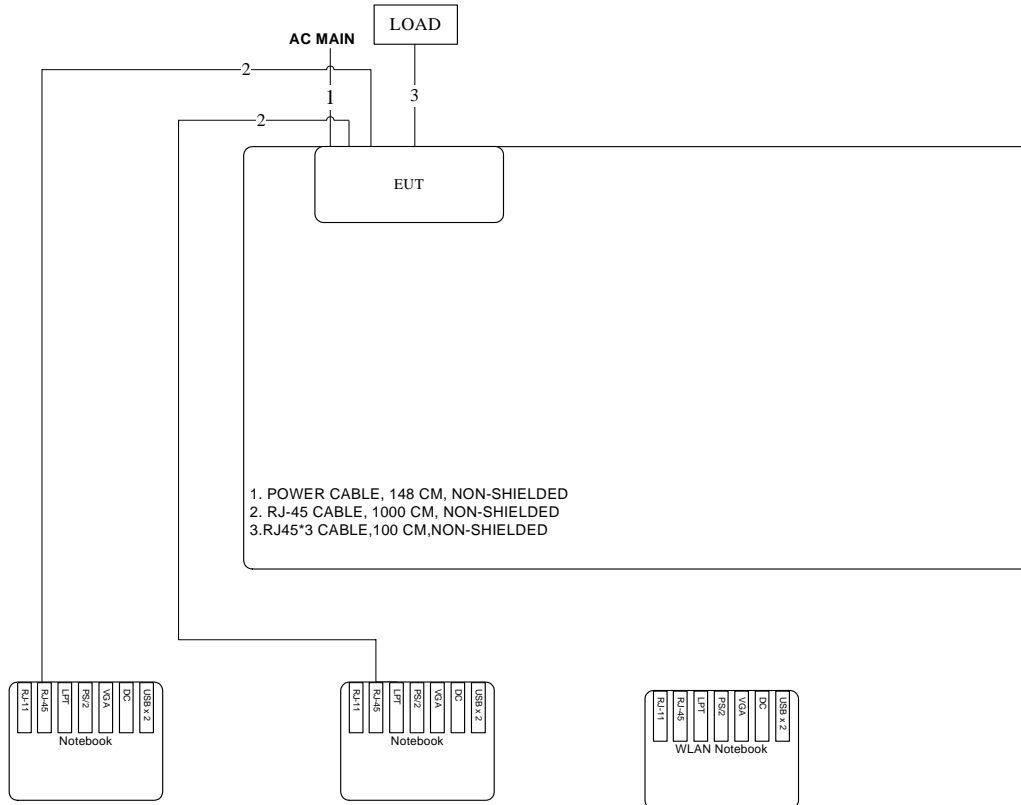 LOAD
AC MAIN
2
1
3
2
EUT
1. POWER CABLE, 148 CM, NON-SHIELDED
2. RJ-45 CABLE, 1000 CM, NON-SHIELDED
3.RJ45*3 CABLE,100 CM,NON-SHIELDED
RJ-11
RJ-45
LPT
PS/2
VGA
DC
USB x 2
Notebook
RJ-11
RJ-45
LPT
PS/2
VGA
DC
USB x 2
Notebook
RJ-11
RJ-45
LPT
PS/2
VGA
DC
USB x 2
WLAN Notebook